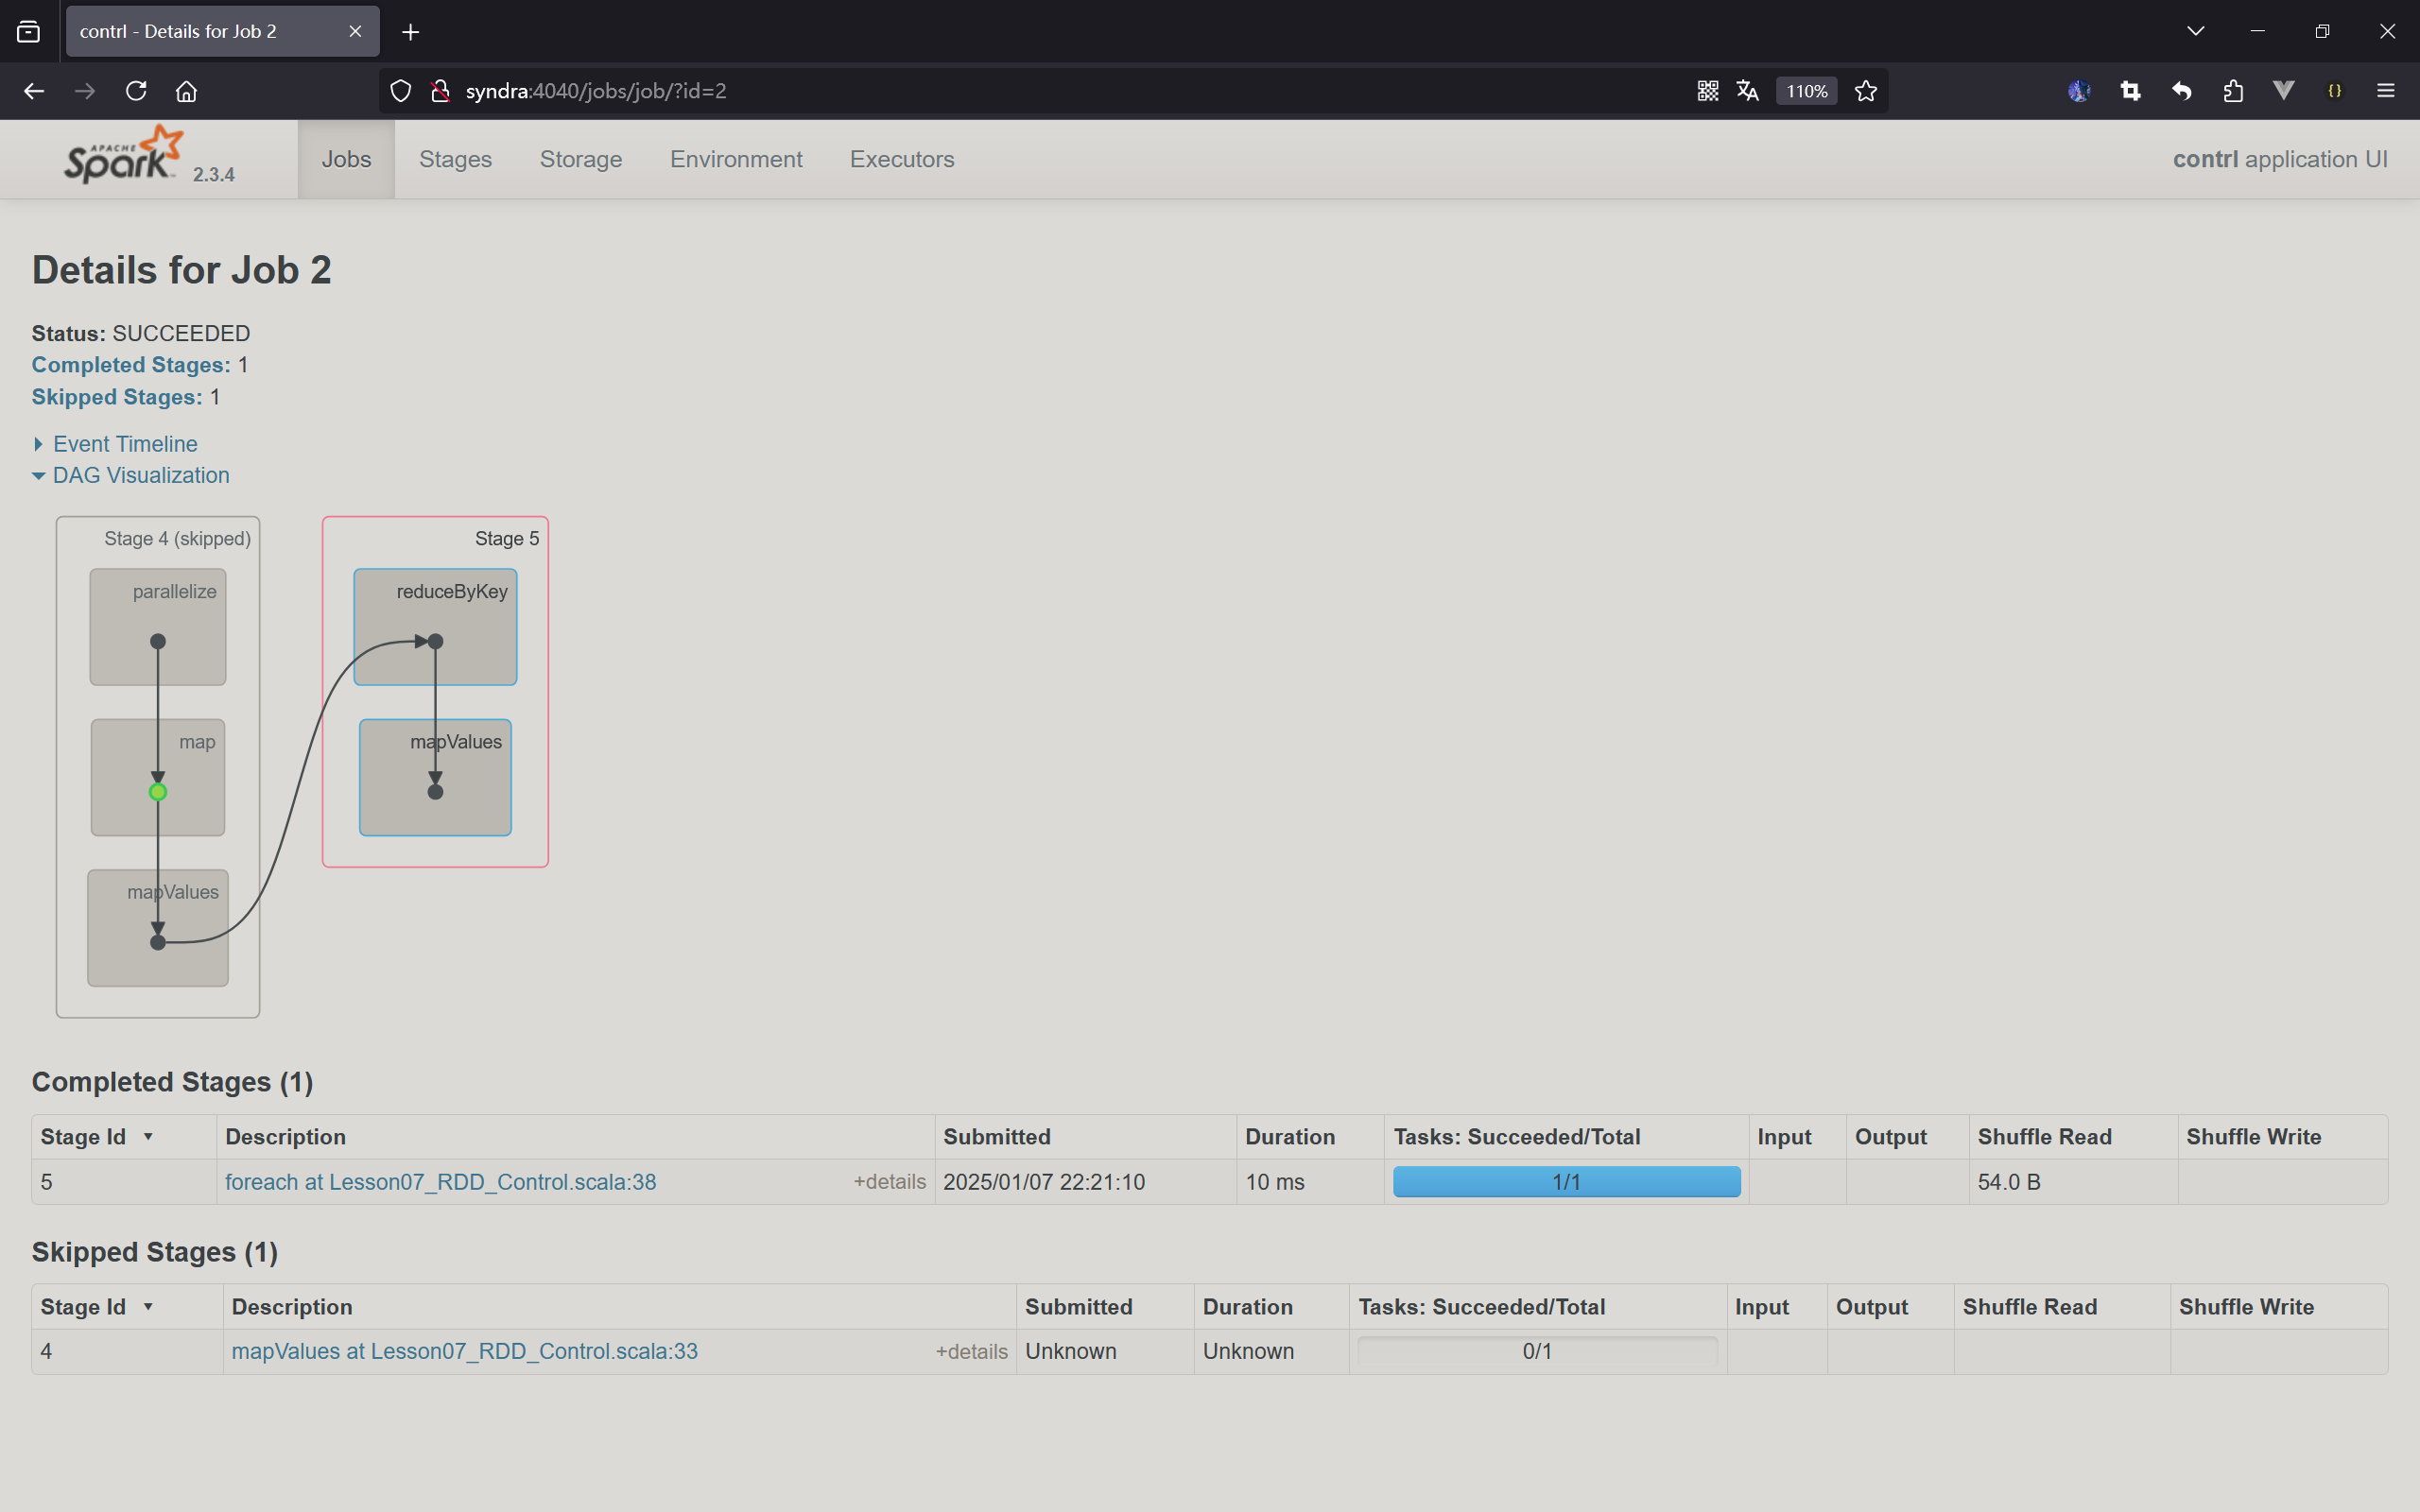 contrl - Details for Job 2
syndra:4040/jobs/job/?id=2
110%
APACHE
Spark 2.3.4
Jobs
Stages
Storage
Environment
Executors
contrl application UI
Details for Job 2
Status: SUCCEEDED
Completed Stages: 1
Skipped Stages: 1
Event Timeline
DAG Visualization
Stage 4 (skipped)
parallelize
map
mapValues
Stage 5
reduceByKey
mapValues
Completed Stages (1)
Stage Id ▾ Description Submitted Duration Tasks: Succeeded/Total Input Output Shuffle Read Shuffle Write
5 foreach at Lesson07_RDD_Control.scala:38 +details 2025/01/07 22:21:10 10 ms 1/1 54.0 B
Skipped Stages (1)
Stage Id ▾ Description Submitted Duration Tasks: Succeeded/Total Input Output Shuffle Read Shuffle Write
4 mapValues at Lesson07_RDD_Control.scala:33 +details Unknown Unknown 0/1